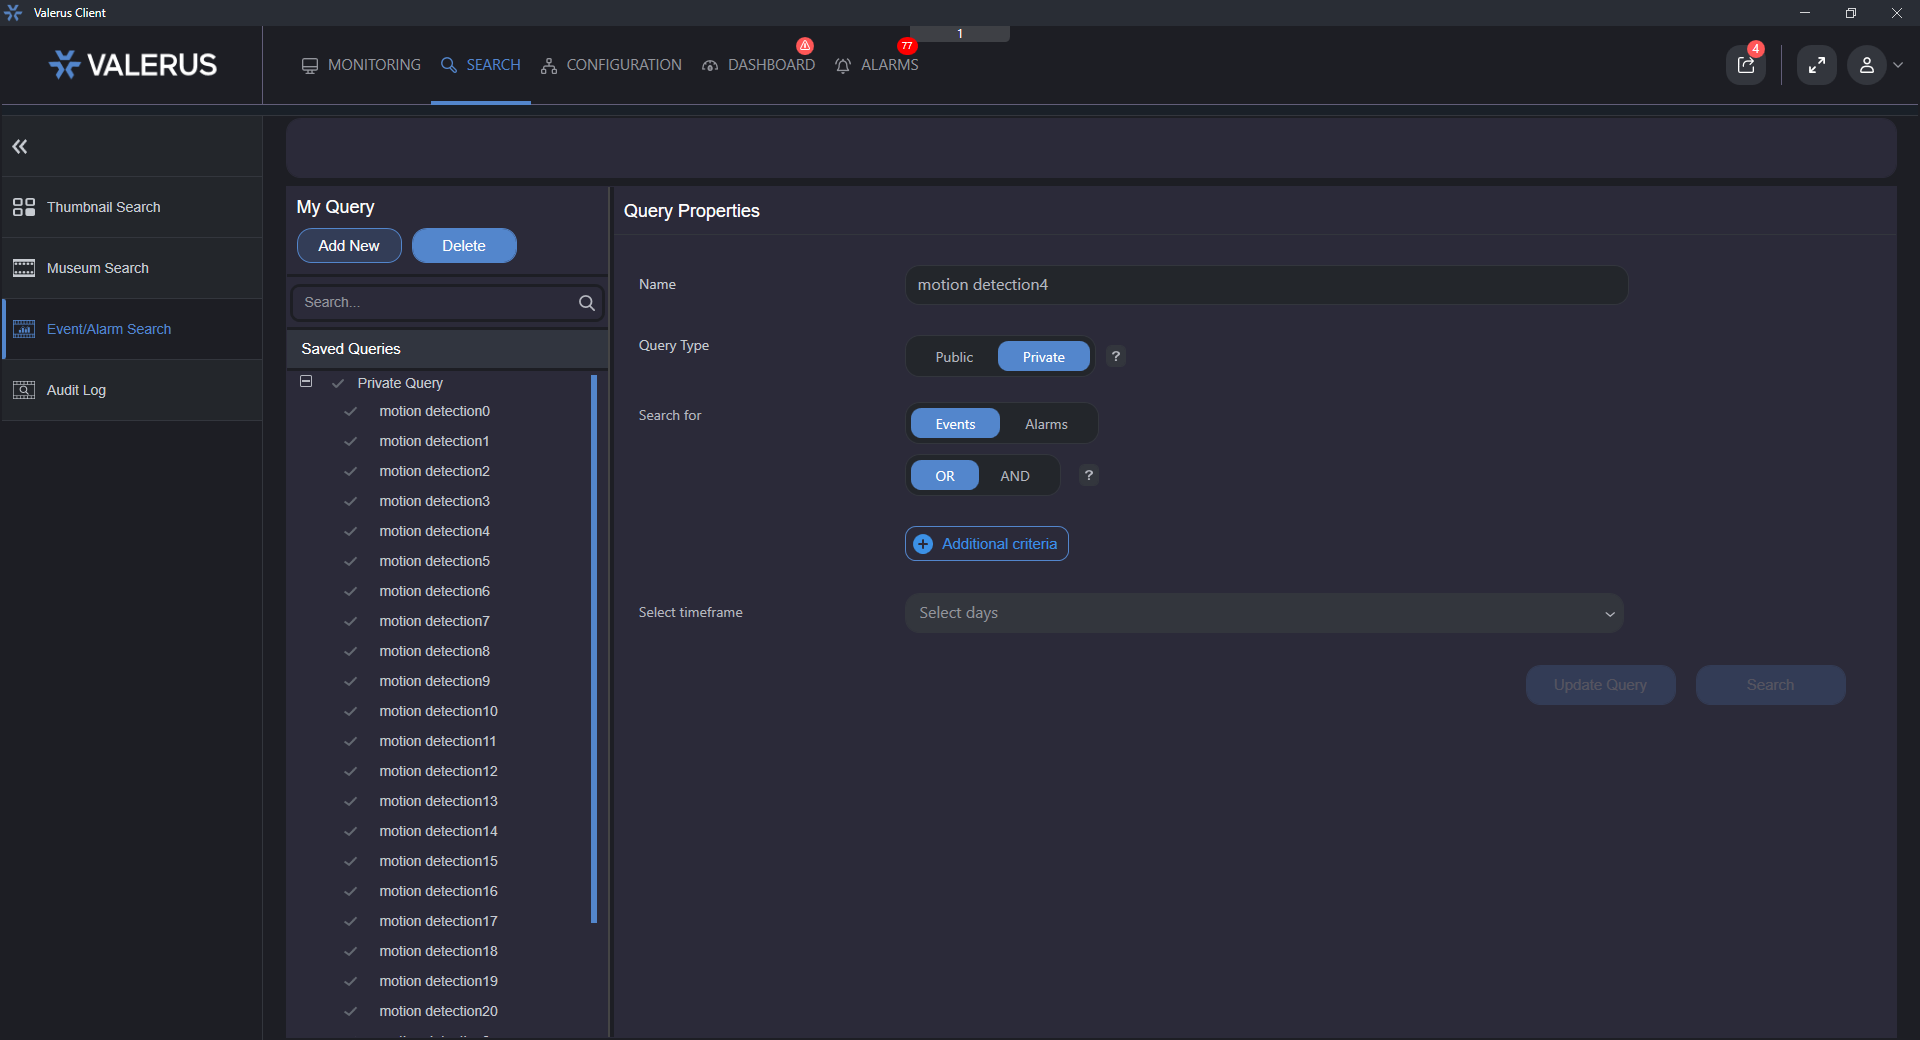 Valerus Client
1
VALERUS
MONITORING
SEARCH
CONFIGURATION
DASHBOARD
77
ALARMS
4
Thumbnail Search
Museum Search
Event/Alarm Search
Audit Log
My Query
Add New
Delete
Search...
Saved Queries
Private Query
motion detection0
motion detection1
motion detection2
motion detection3
motion detection4
motion detection5
motion detection6
motion detection7
motion detection8
motion detection9
motion detection10
motion detection11
motion detection12
motion detection13
motion detection14
motion detection15
motion detection16
motion detection17
motion detection18
motion detection19
motion detection20
Query Properties
Name
motion detection4
Query Type
Public
Private
?
Search for
Events
Alarms
OR
AND
?
Additional criteria
Select timeframe
Select days
Update Query
Search